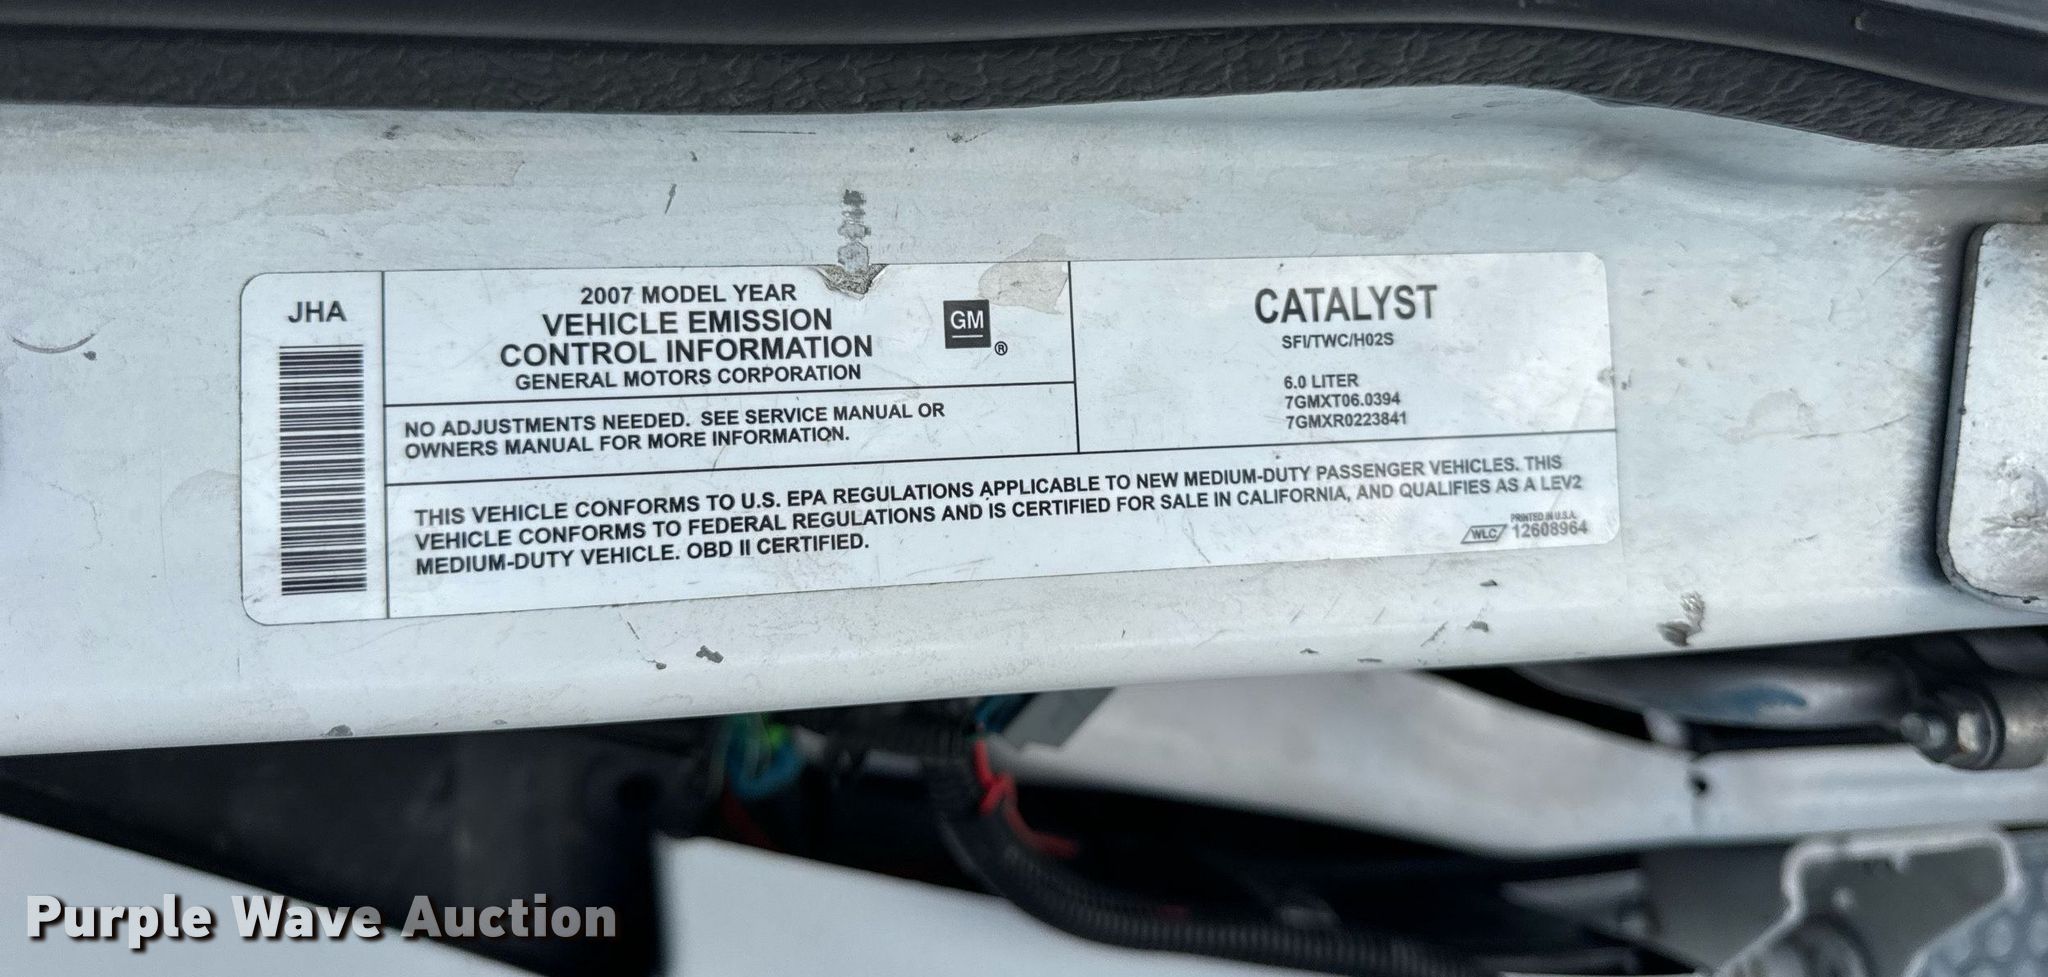 JHA
2007 MODEL YEAR
VEHICLE EMISSION
CONTROL INFORMATION
GENERAL MOTORS CORPORATION
GM
®
NO ADJUSTMENTS NEEDED. SEE SERVICE MANUAL OR
OWNERS MANUAL FOR MORE INFORMATION.
CATALYST
SFI/TWC/HO2S
6.0 LITER
7GMXT06.0394
7GMXR0223841
THIS VEHICLE CONFORMS TO U.S. EPA REGULATIONS APPLICABLE TO NEW MEDIUM-DUTY PASSENGER VEHICLES. THIS
VEHICLE CONFORMS TO FEDERAL REGULATIONS AND IS CERTIFIED FOR SALE IN CALIFORNIA, AND QUALIFIES AS A LEV2
MEDIUM-DUTY VEHICLE. OBD II CERTIFIED.
PRINTED IN U.S.A.
WLC 12608964
Purple Wave Auction